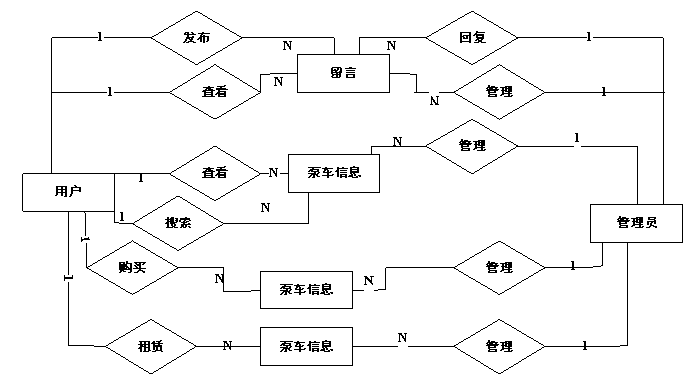 1 发布 N N 回复 1
留言
1 查看 N N 管理 1
1 查看 N 泵车信息 N 管理 1
用户
1 搜索 N
管理员
1 购买 N 泵车信息 N 管理 1
1 租赁 N 泵车信息 N 管理 1